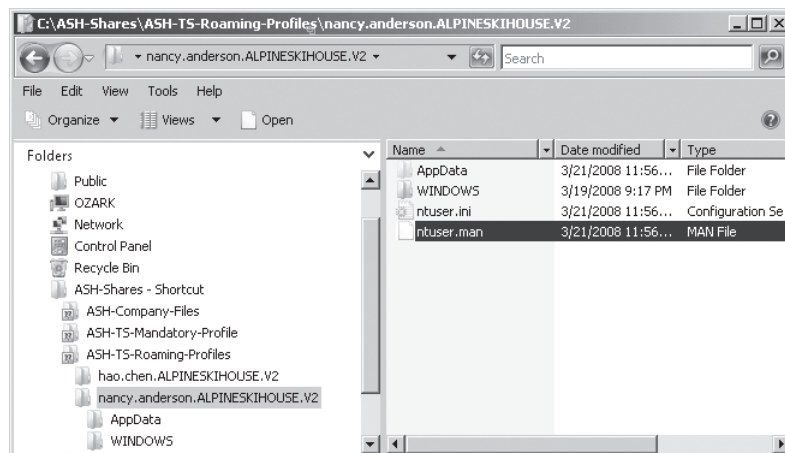 C:\ASH-Shares\ASH-TS-Roaming-Profiles\nancy.anderson.ALPINESKIHOUSE.V2
nancy.anderson.ALPINESKIHOUSE.V2
Search
File Edit View Tools Help
Organize Views Open
Folders
Public
OZARK
Network
Control Panel
Recycle Bin
ASH-Shares - Shortcut
ASH-Company-Files
ASH-TS-Mandatory-Profile
ASH-TS-Roaming-Profiles
hao.chen.ALPINESKIHOUSE.V2
nancy.anderson.ALPINESKIHOUSE.V2
AppData
WINDOWS
Name Date modified Type
AppData 3/21/2008 11:56... File Folder
WINDOWS 3/19/2008 9:17 PM File Folder
ntuser.ini 3/21/2008 11:56... Configuration Se
ntuser.man 3/21/2008 11:56... MAN File